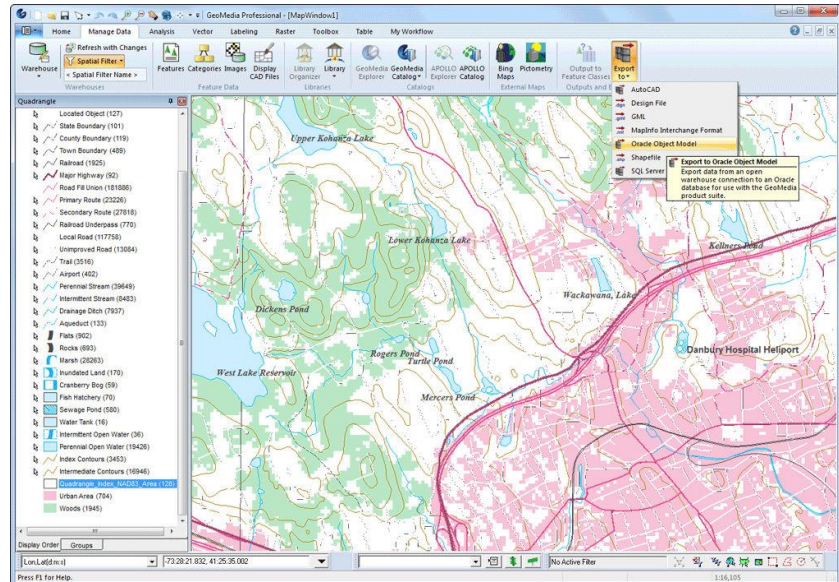 GeoMedia Professional - [MapWindow1]
Home Manage Data Analysis Vector Labeling Raster Toolbox Table My Workflow
Warehouse
Refresh with Changes
Spatial Filter
< Spatial Filter Name >
Warehouses
Features Categories Images Display CAD Files
Feature Data
Library Organizer Library
Libraries
GeoMedia Explorer GeoMedia Catalog APOLLO Explorer APOLLO Catalog
Catalogs
Bing Maps Pictometry
External Maps
Output to Feature Classes Export to
Outputs and E
AutoCAD
Design File
GML
MapInfo Interchange Format
Oracle Object Model
Shapefile
SQL Server
Export to Oracle Object Model
Export data from an open
warehouse connection to an Oracle
database for use with the GeoMedia
product suite.
Quadrangle
Located Object (127)
State Boundary (101)
County Boundary (119)
Town Boundary (489)
Railroad (1925)
Major Highway (92)
Road Fill Union (181886)
Primary Route (23226)
Secondary Route (27818)
Railroad Underpass (770)
Local Road (117758)
Unimproved Road (13084)
Trail (3516)
Airport (402)
Perennial Stream (39649)
Intermittent Stream (8483)
Drainage Ditch (7937)
Aqueduct (133)
Flats (902)
Rocks (693)
Marsh (28263)
Inundated Land (170)
Cranberry Bog (59)
Fish Hatchery (70)
Sewage Pond (580)
Water Tank (16)
Intermittent Open Water (36)
Perennial Open Water (19426)
Index Contours (3453)
Intermediate Contours (16946)
Quadrangle_Index_NAD83_Area (128)
Urban Area (704)
Woods (1945)
Display Order Groups
Upper Kohanza Lake
Lower Kohanza Lake
Kellners Pond
Wackawana, Lake
Dickens Pond
Rogers Pond
Turtle Pond
West Lake Reservoir
Mercers Pond
Danbury Hospital Heliport
Lon,Lat(d:m:s) -73:28:21.832, 41:25:35.002 No Active Filter
Press F1 for Help. 1:16,105